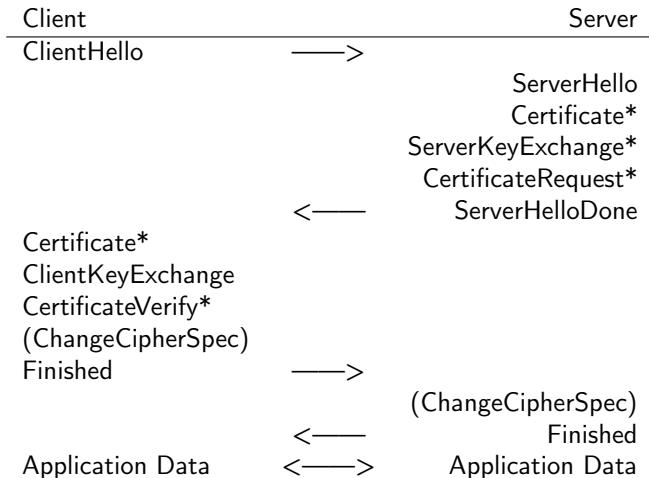 Client Server
ClientHello ——>
ServerHello
Certificate*
ServerKeyExchange*
CertificateRequest*
<—— ServerHelloDone
Certificate*
ClientKeyExchange
CertificateVerify*
(ChangeCipherSpec)
Finished ——>
(ChangeCipherSpec)
<—— Finished
Application Data <——> Application Data